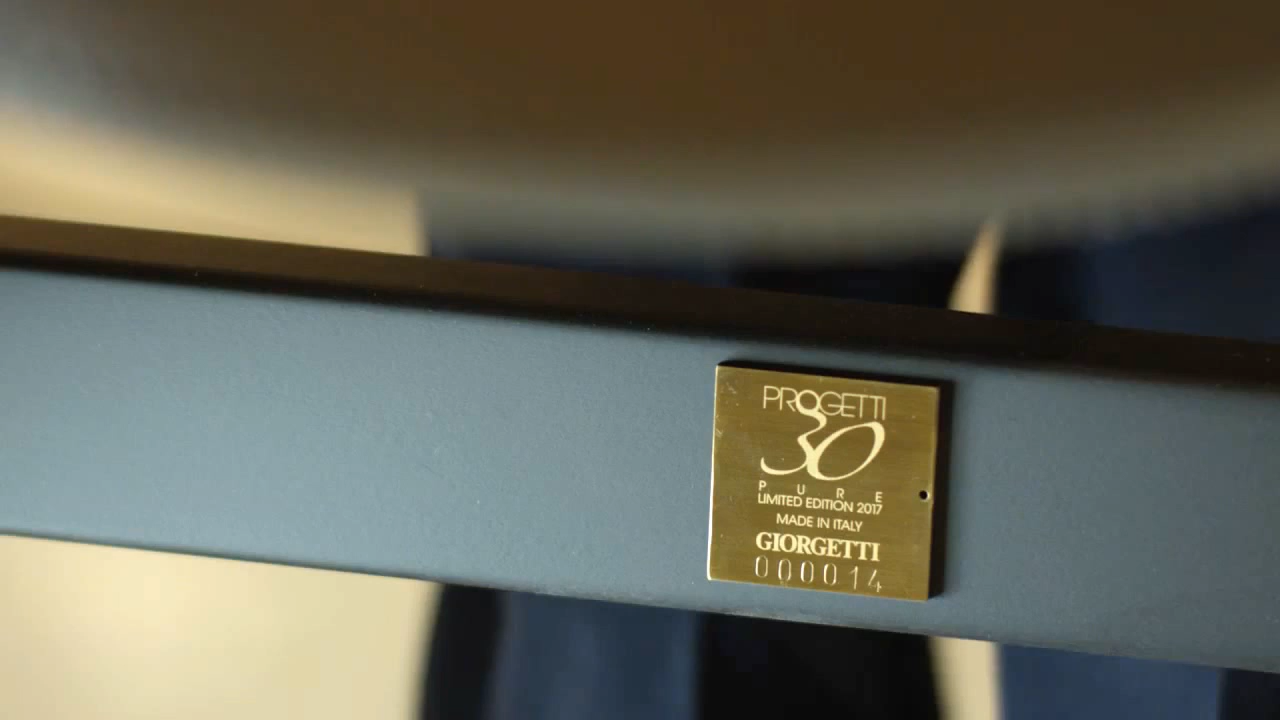 PROGETTI
30
PURE
LIMITED EDITION 2017
MADE IN ITALY
GIORGETTI
000014